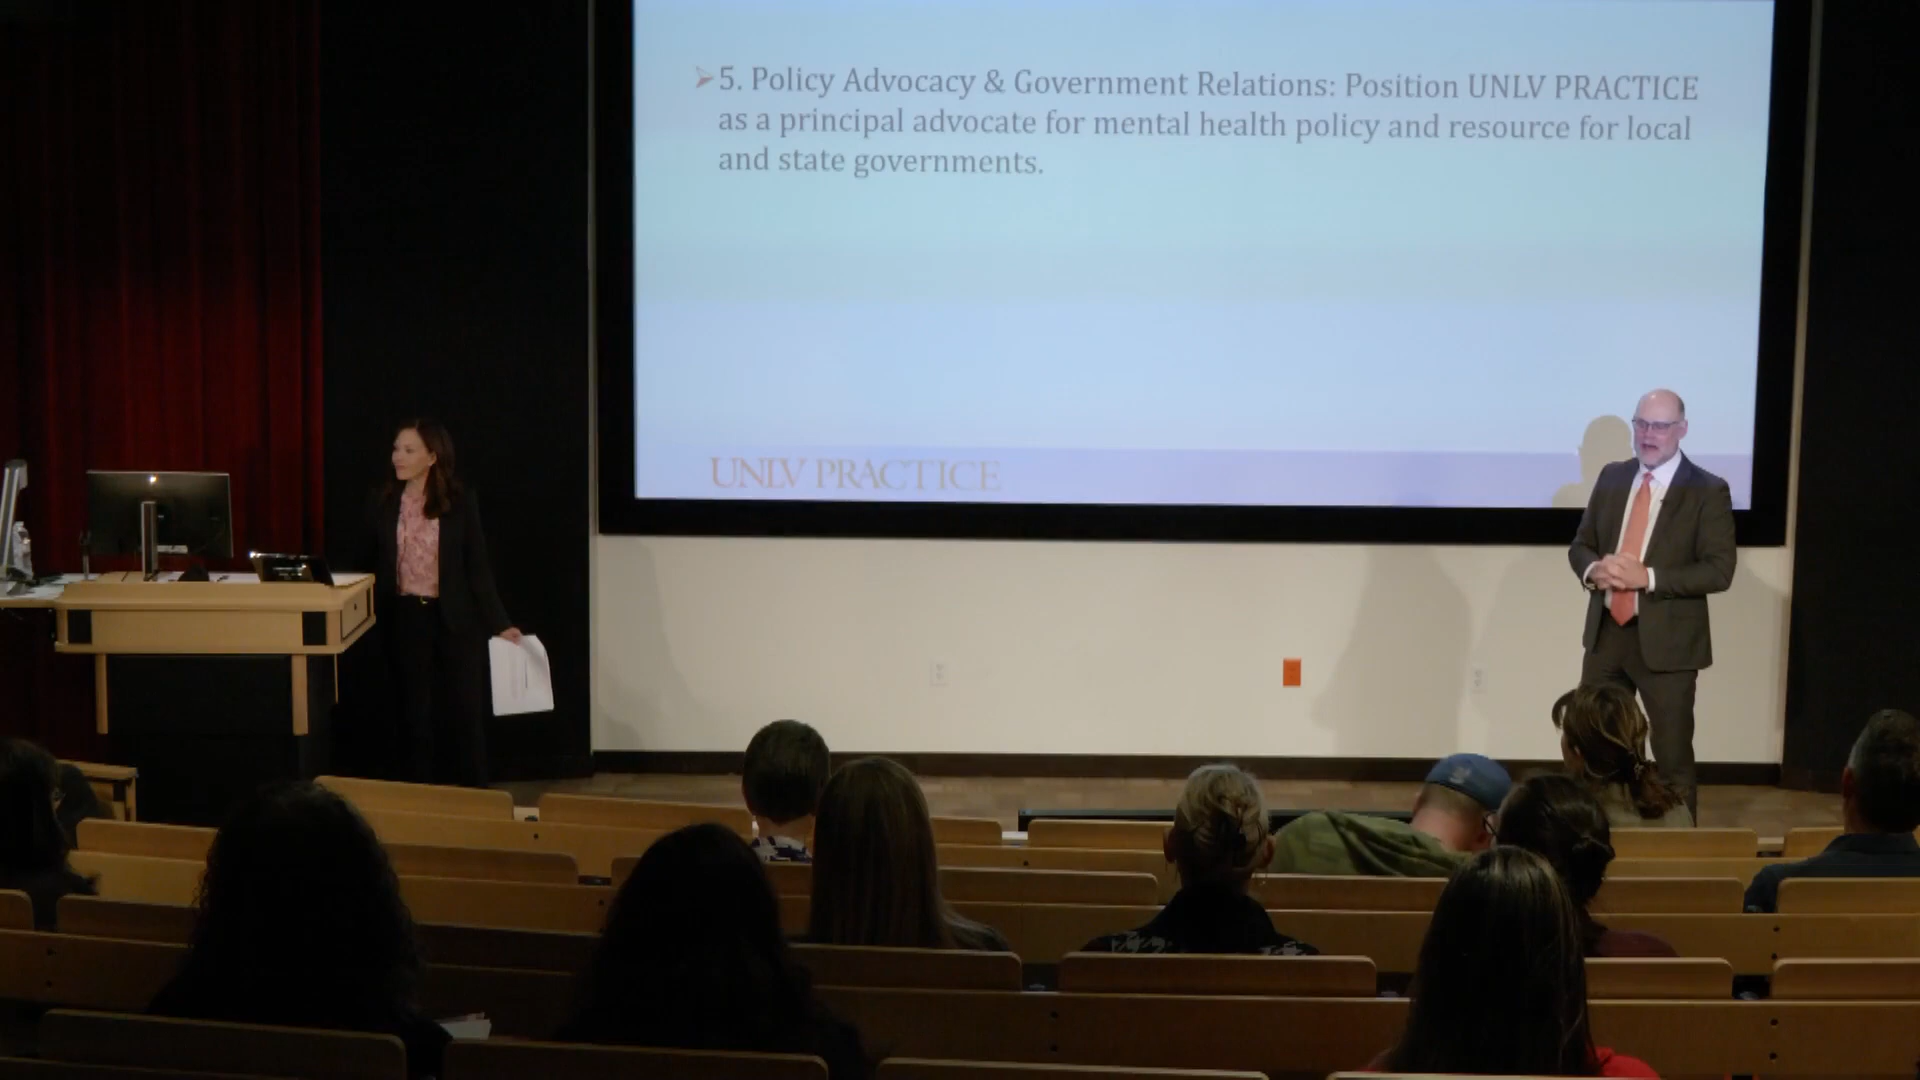 5. Policy Advocacy & Government Relations: Position UNLV PRACTICE
as a principal advocate for mental health policy and resource for local
and state governments.
UNLV PRACTICE